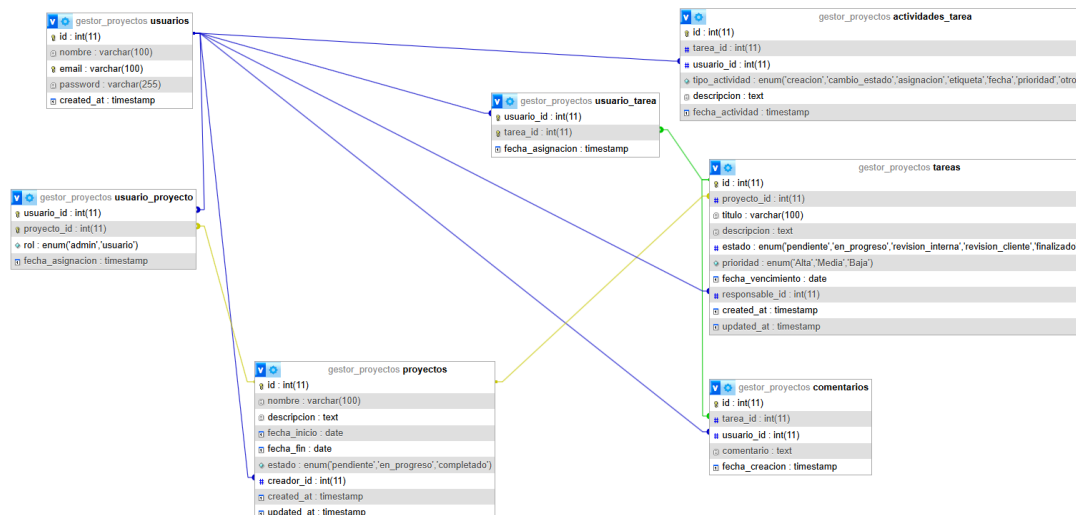 gestor_proyectos usuarios
id : int(11)
nombre : varchar(100)
email : varchar(100)
password : varchar(255)
created_at : timestamp
gestor_proyectos actividades_tarea
id : int(11)
tarea_id : int(11)
usuario_id : int(11)
tipo_actividad : enum('creacion','cambio_estado','asignacion','etiqueta','fecha','prioridad','otro
descripcion : text
fecha_actividad : timestamp
gestor_proyectos usuario_tarea
usuario_id : int(11)
tarea_id : int(11)
fecha_asignacion : timestamp
gestor_proyectos tareas
id : int(11)
proyecto_id : int(11)
titulo : varchar(100)
descripcion : text
estado : enum('pendiente','en_progreso','revision_interna','revision_cliente','finalizado
prioridad : enum('Alta','Media','Baja')
fecha_vencimiento : date
responsable_id : int(11)
created_at : timestamp
updated_at : timestamp
gestor_proyectos usuario_proyecto
usuario_id : int(11)
proyecto_id : int(11)
rol : enum('admin','usuario')
fecha_asignacion : timestamp
gestor_proyectos proyectos
id : int(11)
nombre : varchar(100)
descripcion : text
fecha_inicio : date
fecha_fin : date
estado : enum('pendiente','en_progreso','completado')
creador_id : int(11)
created_at : timestamp
updated_at : timestamp
gestor_proyectos comentarios
id : int(11)
tarea_id : int(11)
usuario_id : int(11)
comentario : text
fecha_creacion : timestamp